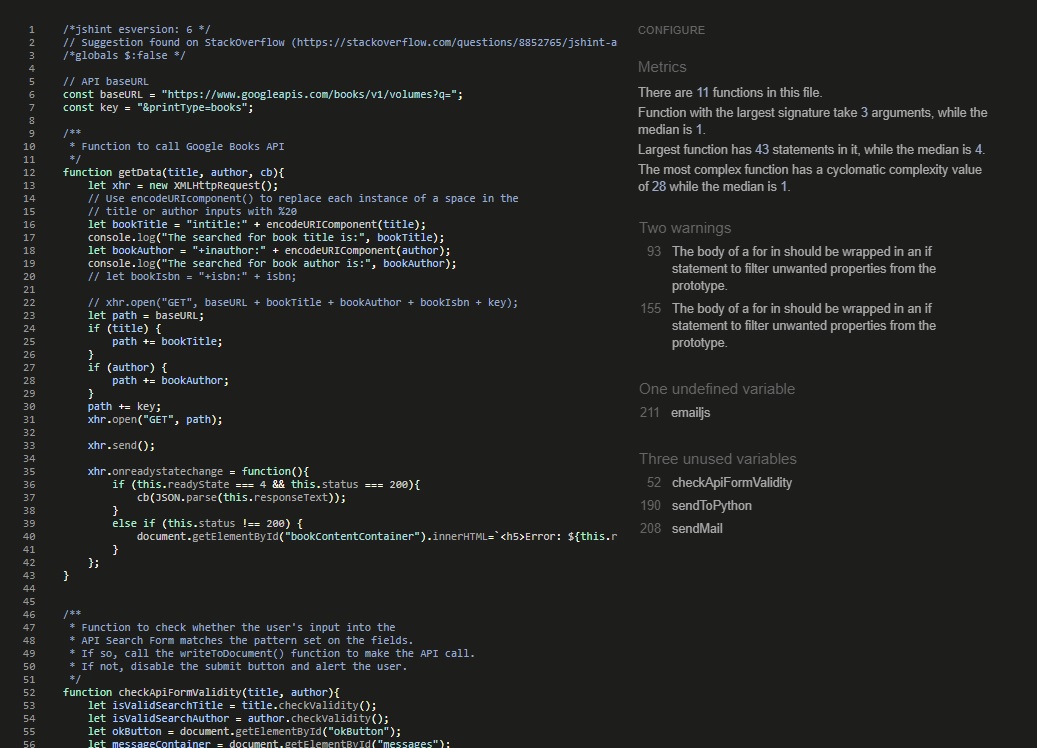 1 /*jshint esversion: 6 */
2 // Suggestion found on StackOverflow (https://stackoverflow.com/questions/8852765/jshint-a
3 /*globals $:false */
4
5 // API baseURL
6 const baseURL = "https://www.googleapis.com/books/v1/volumes?q=";
7 const key = "&printType=books";
8
9 /**
10 * Function to call Google Books API
11 */
12 function getData(title, author, cb){
13 let xhr = new XMLHttpRequest();
14 // Use encodeURIcomponent() to replace each instance of a space in the
15 // title or author inputs with %20
16 let bookTitle = "intitle:" + encodeURIComponent(title);
17 console.log("The searched for book title is:", bookTitle);
18 let bookAuthor = "+inauthor:" + encodeURIComponent(author);
19 console.log("The searched for book author is:", bookAuthor);
20 // let bookIsbn = "+isbn:" + isbn;
21
22 // xhr.open("GET", baseURL + bookTitle + bookAuthor + bookIsbn + key);
23 let path = baseURL;
24 if (title) {
25 path += bookTitle;
26 }
27 if (author) {
28 path += bookAuthor;
29 }
30 path += key;
31 xhr.open("GET", path);
32
33 xhr.send();
34
35 xhr.onreadystatechange = function(){
36 if (this.readyState === 4 && this.status === 200){
37 cb(JSON.parse(this.responseText));
38 }
39 else if (this.status !== 200) {
40 document.getElementById("bookContentContainer").innerHTML=`<h5>Error: ${this.r
41 }
42 };
43 }
44
45
46 /**
47 * Function to check whether the user's input into the
48 * API Search Form matches the pattern set on the fields.
49 * If so, call the writeToDocument() function to make the API call.
50 * If not, disable the submit button and alert the user.
51 */
52 function checkApiFormValidity(title, author){
53 let isValidSearchTitle = title.checkValidity();
54 let isValidSearchAuthor = author.checkValidity();
55 let okButton = document.getElementById("okButton");
56 let messageContainer = document.getElementById("messages");
CONFIGURE
Metrics
There are 11 functions in this file.
Function with the largest signature take 3 arguments, while the
median is 1.
Largest function has 43 statements in it, while the median is 4.
The most complex function has a cyclomatic complexity value
of 28 while the median is 1.
Two warnings
93 The body of a for in should be wrapped in an if
statement to filter unwanted properties from the
prototype.
155 The body of a for in should be wrapped in an if
statement to filter unwanted properties from the
prototype.
One undefined variable
211 emailjs
Three unused variables
52 checkApiFormValidity
190 sendToPython
208 sendMail